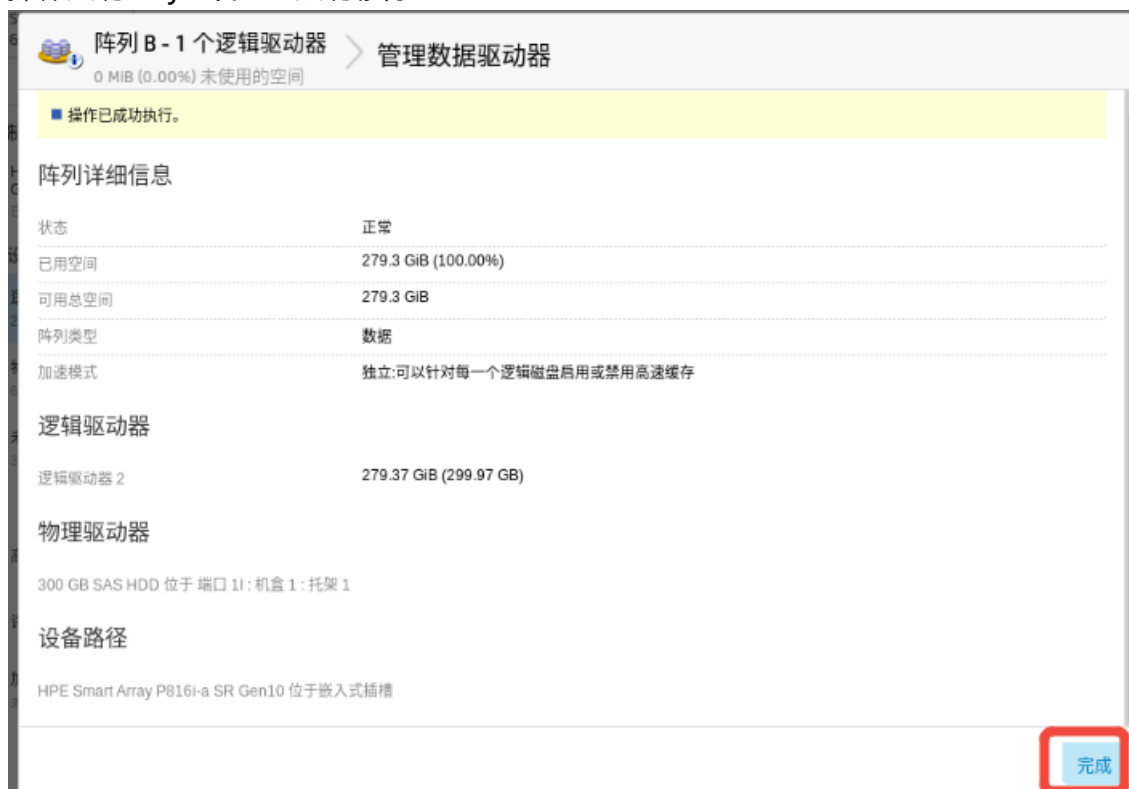 阵列 B - 1 个逻辑驱动器
0 MiB (0.00%) 未使用的空间
管理数据驱动器
操作已成功执行。
阵列详细信息
状态 正常
已用空间 279.3 GiB (100.00%)
可用总空间 279.3 GiB
阵列类型 数据
加速模式 独立:可以针对每一个逻辑磁盘启用或禁用高速缓存
逻辑驱动器
逻辑驱动器 2 279.37 GiB (299.97 GB)
物理驱动器
300 GB SAS HDD 位于 端口 1I : 机盒 1 : 托架 1
设备路径
HPE Smart Array P816i-a SR Gen10 位于嵌入式插槽
完成